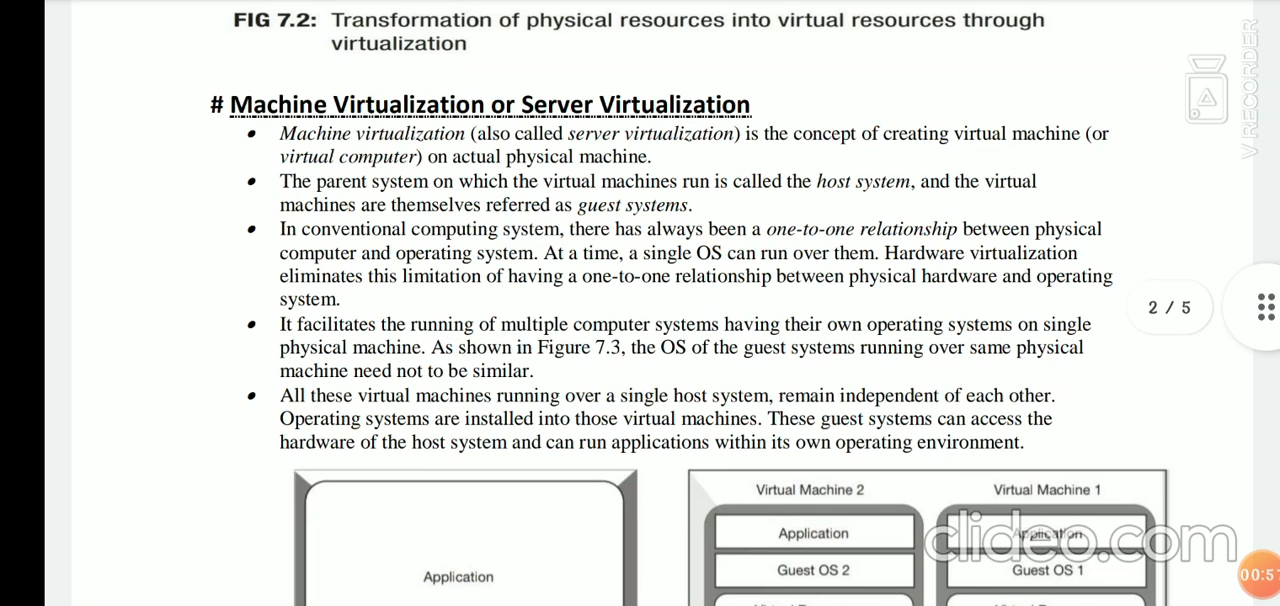 FIG 7.2: Transformation of physical resources into virtual resources through
virtualization
# Machine Virtualization or Server Virtualization
• Machine virtualization (also called server virtualization) is the concept of creating virtual machine (or
virtual computer) on actual physical machine.
• The parent system on which the virtual machines run is called the host system, and the virtual
machines are themselves referred as guest systems.
• In conventional computing system, there has always been a one-to-one relationship between physical
computer and operating system. At a time, a single OS can run over them. Hardware virtualization
eliminates this limitation of having a one-to-one relationship between physical hardware and operating
system.
• It facilitates the running of multiple computer systems having their own operating systems on single
physical machine. As shown in Figure 7.3, the OS of the guest systems running over same physical
machine need not to be similar.
• All these virtual machines running over a single host system, remain independent of each other.
Operating systems are installed into those virtual machines. These guest systems can access the
hardware of the host system and can run applications within its own operating environment.
Application
Virtual Machine 2
Application
Guest OS 2
Virtual Machine 1
Application
Guest OS 1
2 / 5
V RECORDER
clideo.com